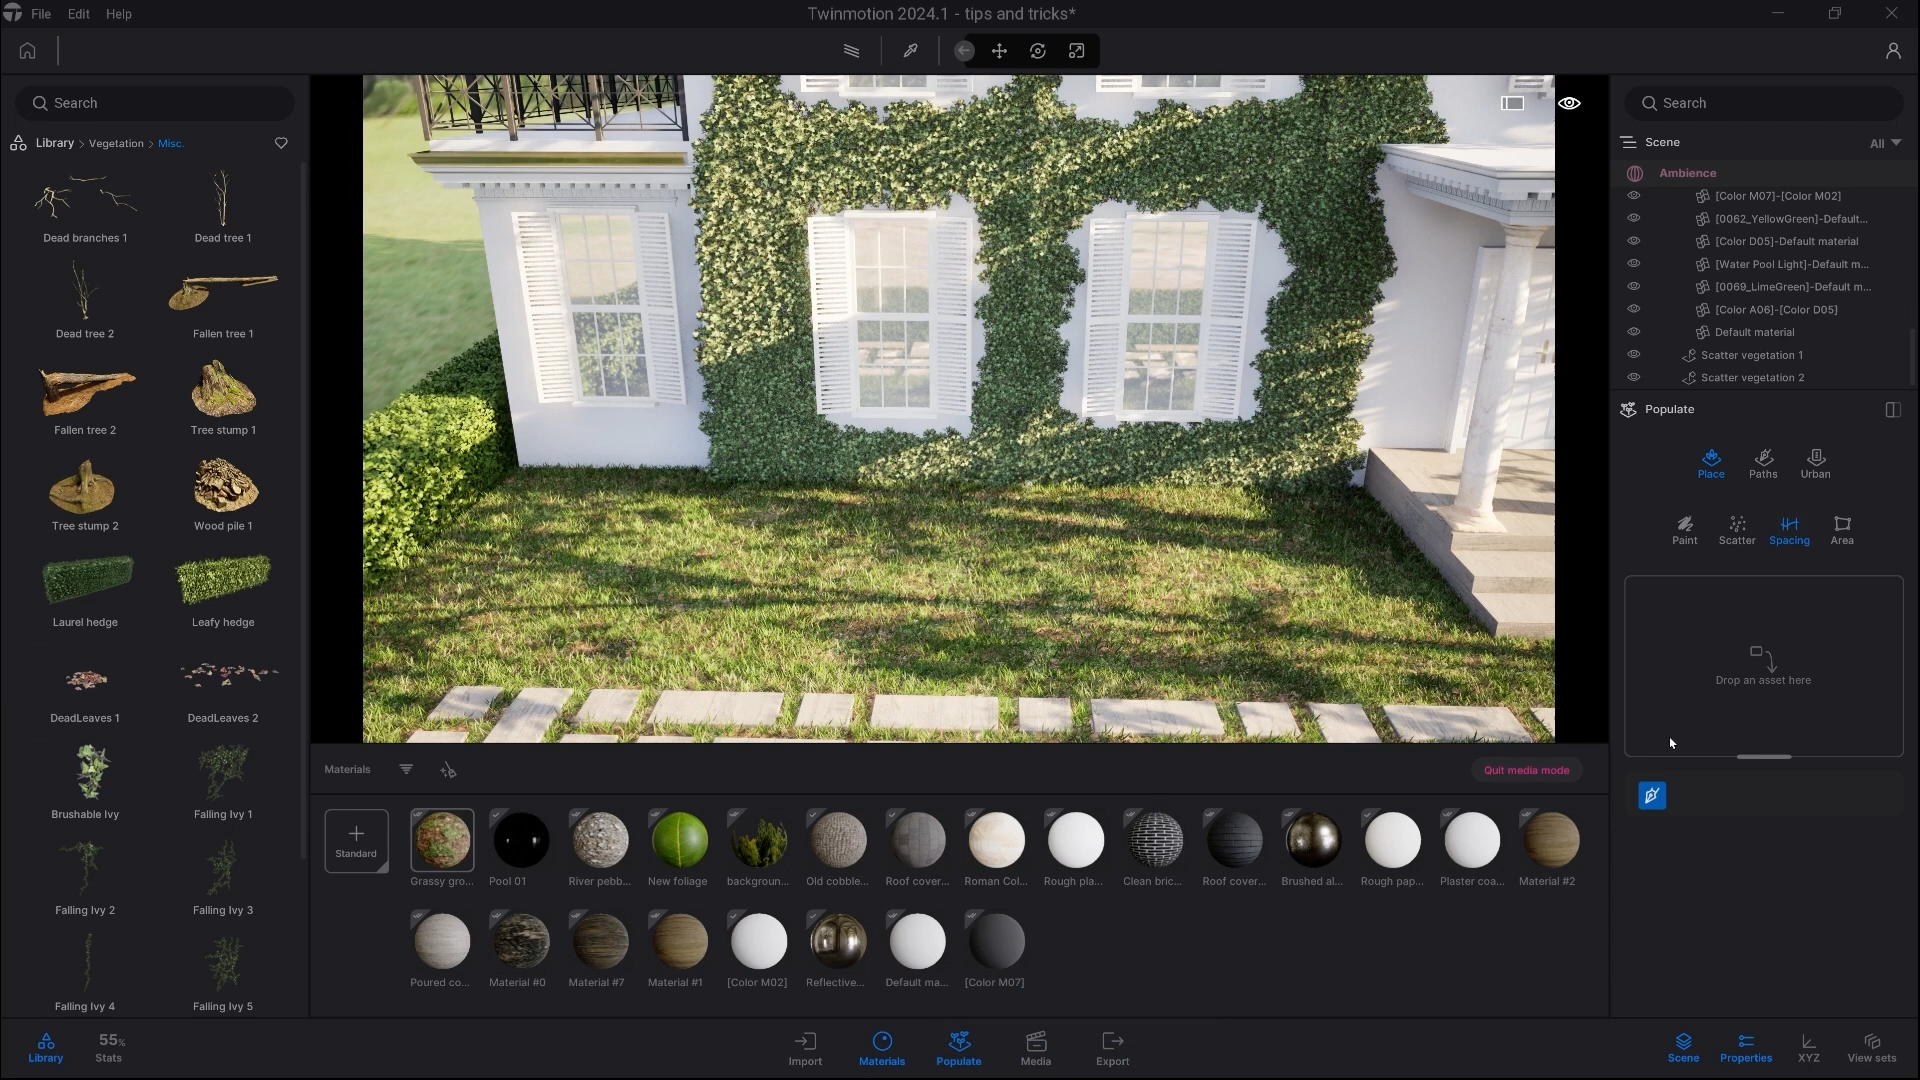 File Edit Help
Twinmotion 2024.1 - tips and tricks*
Search
Library > Vegetation > Misc.
Dead branches 1
Dead tree 1
Dead tree 2
Fallen tree 1
Fallen tree 2
Tree stump 1
Tree stump 2
Wood pile 1
Laurel hedge
Leafy hedge
DeadLeaves 1
DeadLeaves 2
Brushable Ivy
Falling Ivy 1
Falling Ivy 2
Falling Ivy 3
Falling Ivy 4
Falling Ivy 5
Materials
Quit media mode
Standard
Grassy gro...
Pool 01
River pebb...
New foliage
backgroun...
Old cobble...
Roof cover...
Roman Col...
Rough pla...
Clean bric...
Roof cover...
Brushed al...
Rough pap...
Plaster coa...
Material #2
Poured co...
Material #0
Material #7
Material #1
[Color M02]
Reflective...
Default ma...
[Color M07]
Search
Scene
All
Ambience
[Color M07]-[Color M02]
[0062_YellowGreen]-Default...
[Color D05]-Default material
[Water Pool Light]-Default m...
[0069_LimeGreen]-Default m...
[Color A06]-[Color D05]
Default material
Scatter vegetation 1
Scatter vegetation 2
Populate
Place
Paths
Urban
Paint
Scatter
Spacing
Area
Drop an asset here
Library
55%
Stats
Import
Materials
Populate
Media
Export
Scene
Properties
XYZ
View sets